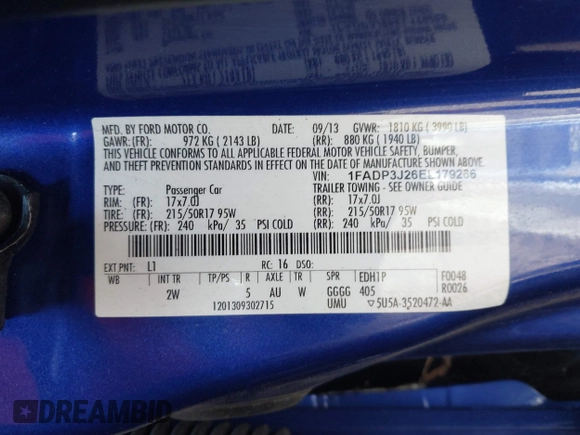 MFD. BY FORD MOTOR CO.
DATE: 09/13 GVWR: 1810 KG ( 3990 LB)
GAWR: (FR): 972 KG ( 2143 LB) (RR): 880 KG ( 1940 LB)
THIS VEHICLE CONFORMS TO ALL APPLICABLE FEDERAL MOTOR VEHICLE SAFETY, BUMPER,
AND THEFT PREVENTION STANDARDS IN EFFECT ON THE DATE OF MANUFACTURE SHOWN ABOVE.
VIN: 1FADP3J26EL179286
TYPE: Passenger Car TRAILER TOWING - SEE OWNER GUIDE
RIM: (FR): 17x7.0J (RR): 17x7.0J
TIRE: (FR): 215/50R17 95W (RR): 215/50R17 95W
PRESSURE: (FR): 240 kPa/ 35 PSI COLD (RR): 240 kPa/ 35 PSI COLD
EXT PNT: L1 RC: 16 DSO:
WB INT TR TP/PS R AXLE TR SPR EDH1P F0048
2W 5 AU W GGGG 405 R0026
1201309302715 UMU ▽5U5A-3520472-AA
DREAMBID